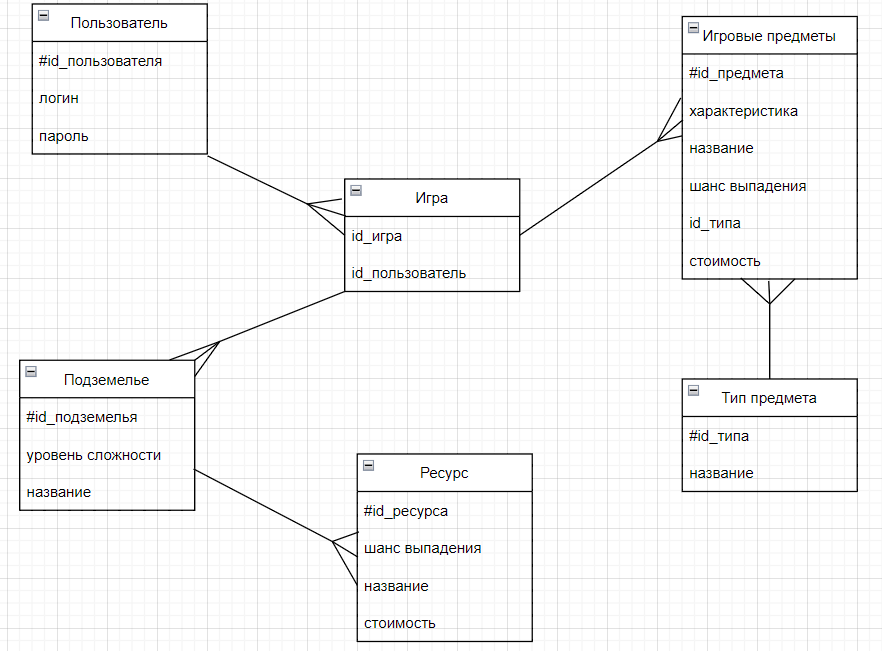 Пользователь
#id_пользователя
логин
пароль
Игровые предметы
#id_предмета
характеристика
название
шанс выпадения
id_типа
стоимость
Игра
id_игра
id_пользователь
Подземелье
#id_подземелья
уровень сложности
название
Тип предмета
#id_типа
название
Ресурс
#id_ресурса
шанс выпадения
название
стоимость